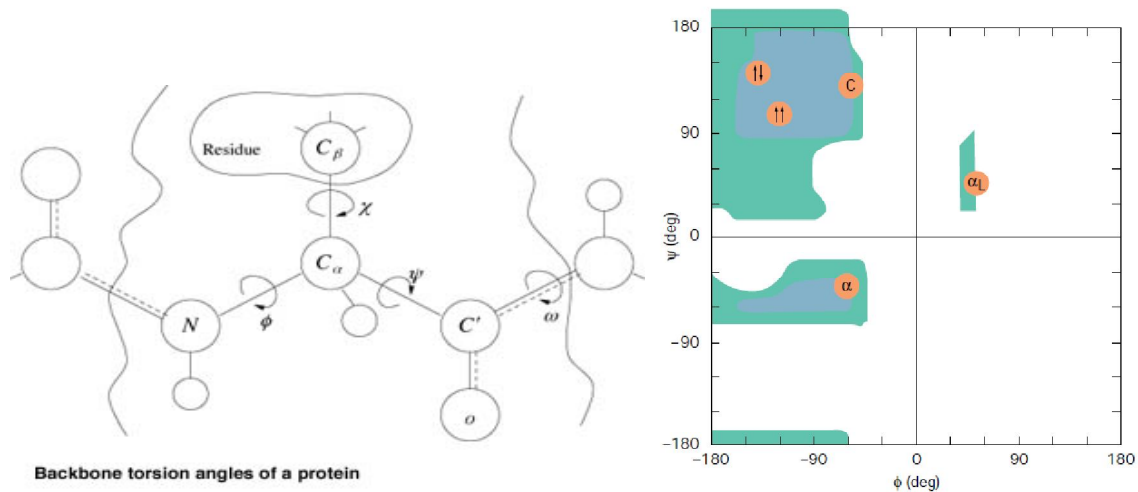 Residue
Cβ
χ
Cα
ψ
N
φ
C'
ω
o
Backbone torsion angles of a protein
180
90
0
−90
−180
ψ (deg)
↑↓
↑↑
C
αL
α
−180
−90
0
90
180
φ (deg)